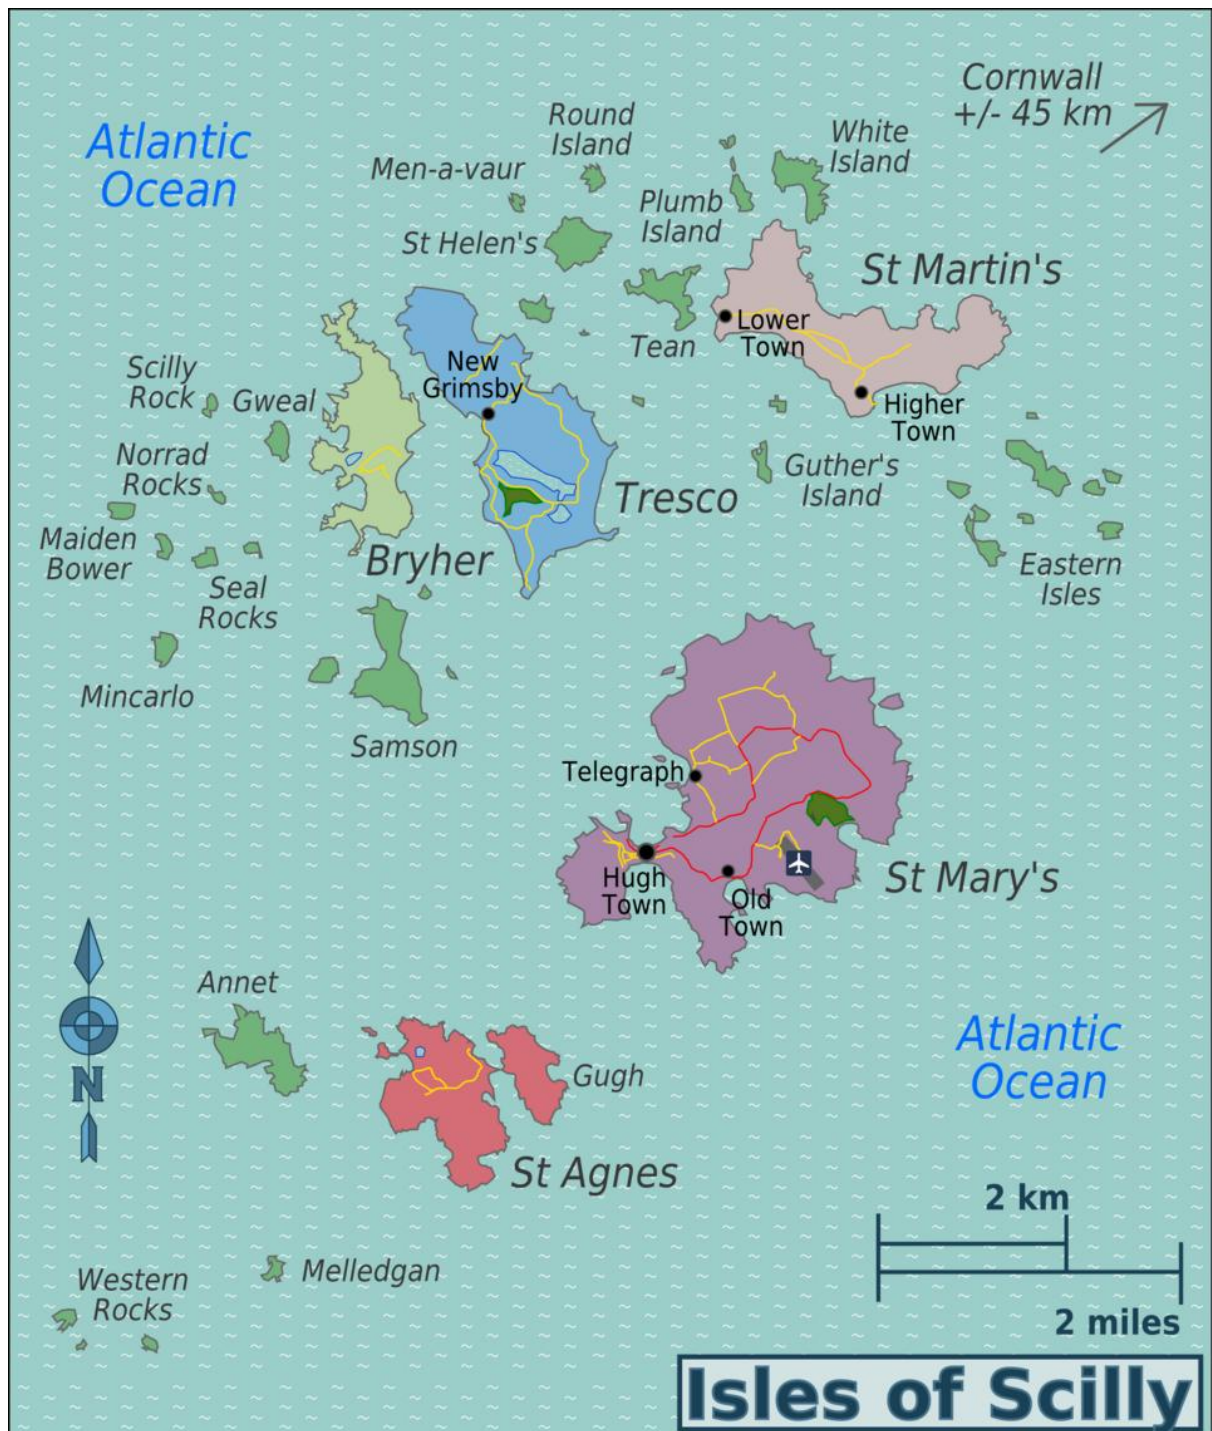 Cornwall
+/- 45 km
Atlantic
Ocean
Round
Island
Men-a-vaur
White
Island
Plumb
Island
St Helen's
St Martin's
Lower
Town
Tean
New
Grimsby
Scilly
Rock
Gweal
Higher
Town
Norrad
Rocks
Guther's
Island
Tresco
Maiden
Bower
Bryher
Eastern
Isles
Seal
Rocks
Mincarlo
Samson
Telegraph
Hugh
Town
Old
Town
St Mary's
Annet
Atlantic
Ocean
N
Gugh
St Agnes
2 km
Melledgan
Western
Rocks
2 miles
Isles of Scilly